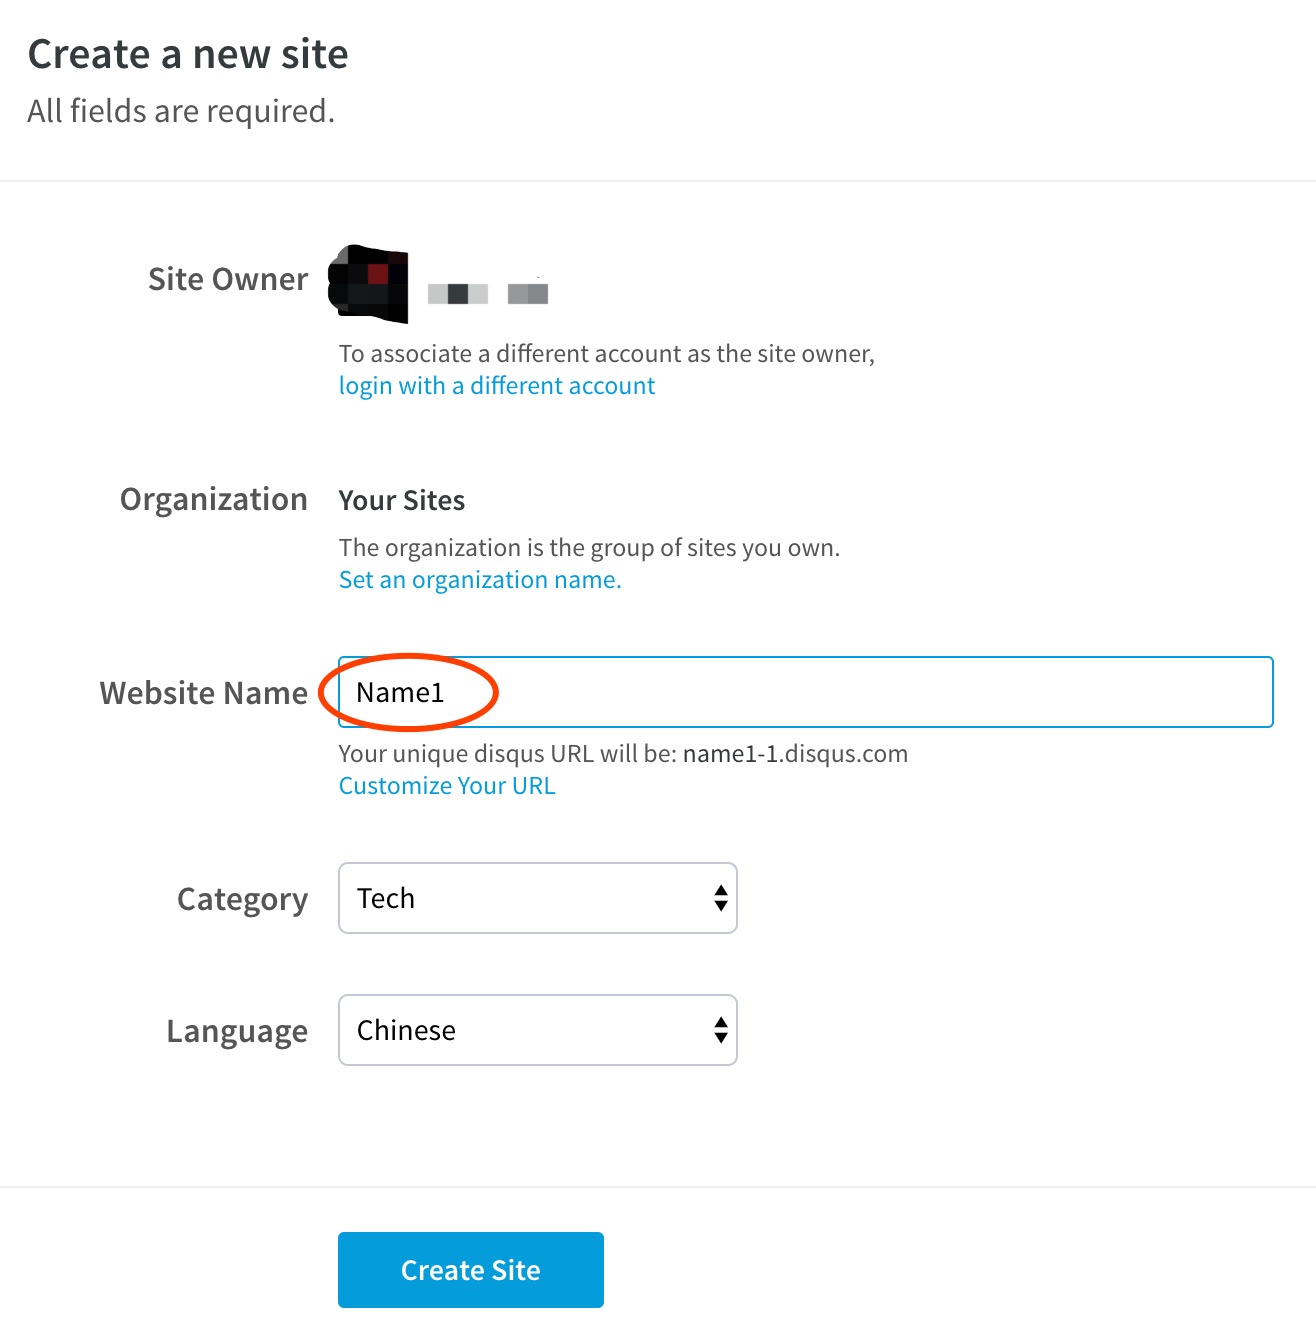 Create a new site
All fields are required.
Site Owner
To associate a different account as the site owner,
login with a different account
Organization
Your Sites
The organization is the group of sites you own.
Set an organization name.
Website Name
Name1
Your unique disqus URL will be: name1-1.disqus.com
Customize Your URL
Category
Tech
Language
Chinese
Create Site